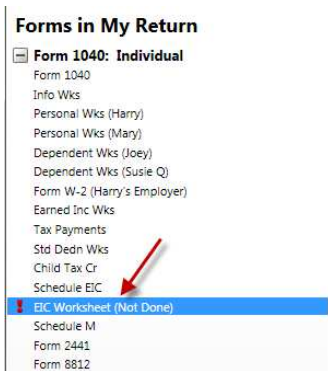 Forms in My Return
Form 1040: Individual
Form 1040
Info Wks
Personal Wks (Harry)
Personal Wks (Mary)
Dependent Wks (Joey)
Dependent Wks (Susie Q)
Form W-2 (Harry's Employer)
Earned Inc Wks
Tax Payments
Std Dedn Wks
Child Tax Cr
Schedule EIC
EIC Worksheet (Not Done)
Schedule M
Form 2441
Form 8812